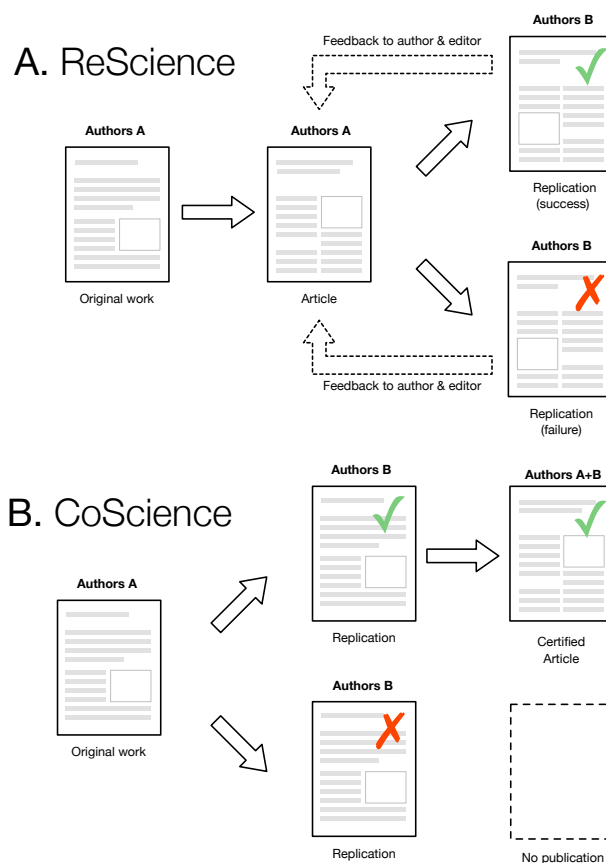 A. ReScience
Feedback to author & editor
Authors B
Authors A
Authors A
Original work
Article
Replication
(success)
Authors B
Feedback to author & editor
Replication
(failure)
B. CoScience
Authors B
Authors A+B
Authors A
Replication
Certified
Article
Original work
Authors B
Replication
No publication